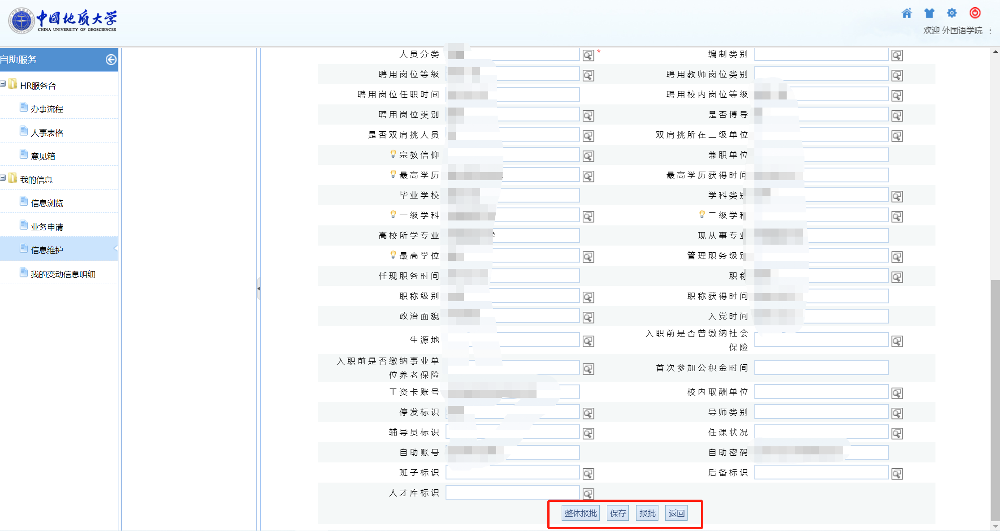 中国地质大学
CHINA UNIVERSITY OF GEOSCIENCES
欢迎 外国语学院
自助服务
HR服务台
办事流程
人事表格
意见箱
我的信息
信息浏览
业务申请
信息维护
我的变动信息明细
人员分类 * 编制类别
聘用岗位等级 聘用教师岗位类别
聘用岗位任职时间 聘用校内岗位等级
聘用岗位类别 是否博导
是否双肩挑人员 双肩挑所在二级单位
宗教信仰 兼职单位
最高学历 最高学历获得时间
毕业学校 学科类别
一级学科 二级学科
高校所学专业 现从事专业
最高学位 管理职务级别
任现职务时间 职称
职称级别 职称获得时间
政治面貌 入党时间
生源地 入职前是否曾缴纳社会
保险
入职前是否缴纳事业单
位养老保险 首次参加公积金时间
工资卡账号 校内取酬单位
停发标识 导师类别
辅导员标识 任课状况
自助账号 自助密码
班子标识 后备标识
人才库标识
整体报批 保存 报批 返回